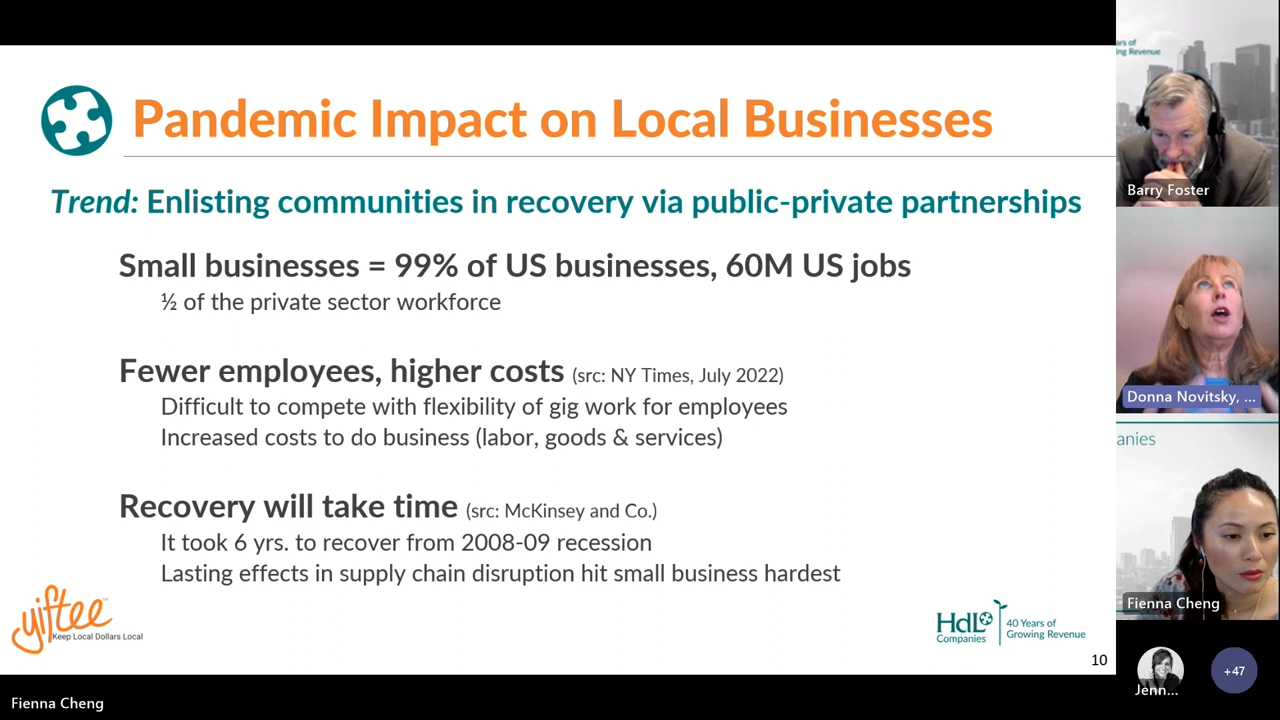 Pandemic Impact on Local Businesses
Trend: Enlisting communities in recovery via public-private partnerships
Small businesses = 99% of US businesses, 60M US jobs
½ of the private sector workforce
Fewer employees, higher costs (src: NY Times, July 2022)
Difficult to compete with flexibility of gig work for employees
Increased costs to do business (labor, goods & services)
Recovery will take time (src: McKinsey and Co.)
It took 6 yrs. to recover from 2008-09 recession
Lasting effects in supply chain disruption hit small business hardest
yiftee™
Keep Local Dollars Local
HdL
Companies
40 Years of
Growing Revenue
10
ars of
ing Revenue
Barry Foster
Donna Novitsky, ...
anies
Fienna Cheng
Jenn...
+47
Fienna Cheng